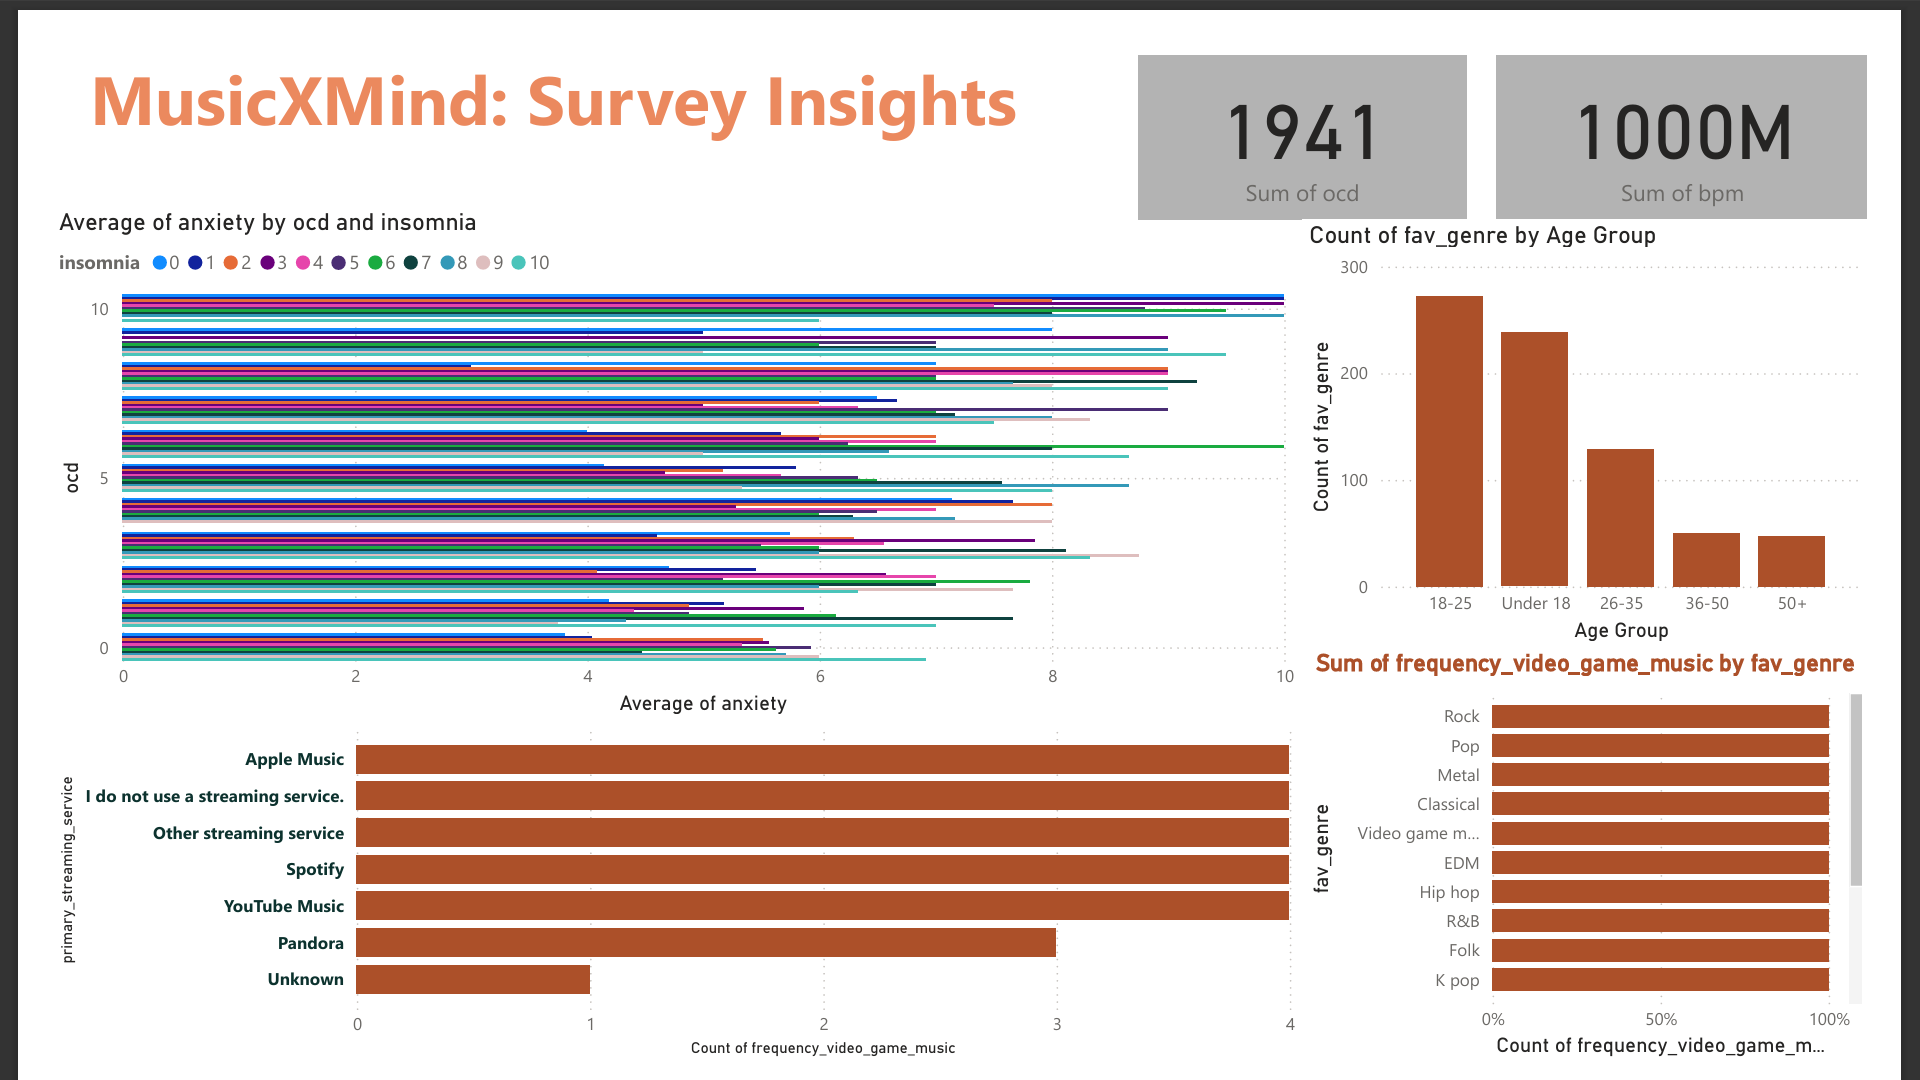 MusicXMind: Survey Insights
1941
Sum of ocd
1000M
Sum of bpm
Average of anxiety by ocd and insomnia
insomnia 0 1 2 3 4 5 6 7 8 9 10
ocd
10
5
0
0 2 4 6 8 10
Average of anxiety
Count of fav_genre by Age Group
Count of fav_genre
300
200
100
0
18-25 Under 18 26-35 36-50 50+
Age Group
primary_streaming_service
Apple Music
I do not use a streaming service.
Other streaming service
Spotify
YouTube Music
Pandora
Unknown
0 1 2 3 4
Count of frequency_video_game_music
Sum of frequency_video_game_music by fav_genre
fav_genre
Rock
Pop
Metal
Classical
Video game m...
EDM
Hip hop
R&B
Folk
K pop
0% 50% 100%
Count of frequency_video_game_m...